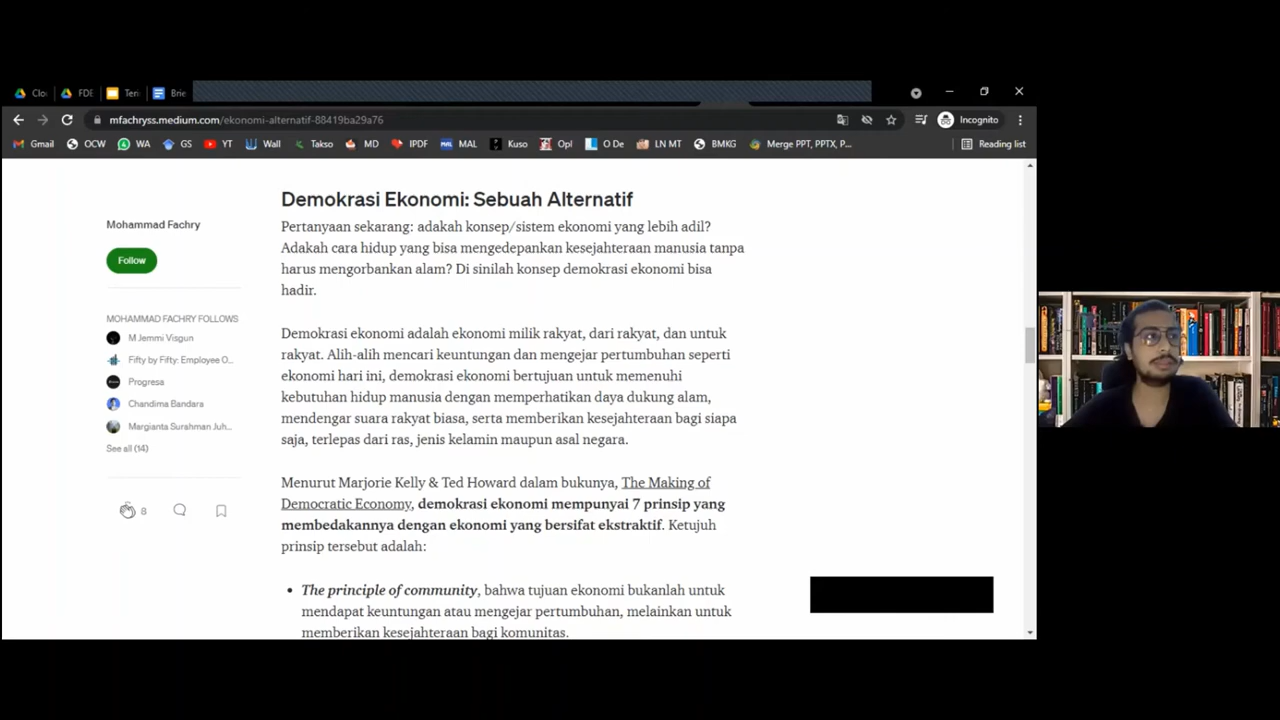 Clo
FDE
Ten
Brie
mfachryss.medium.com/ekonomi-alternatif-88419ba29a76
Incognito
Gmail
OCW
WA
GS
YT
Wall
Takso
MD
IPDF
MAL
Kuso
Opl
O De
LN MT
BMKG
Merge PPT, PPTX, P...
Reading list
Mohammad Fachry
Follow
MOHAMMAD FACHRY FOLLOWS
M Jemmi Visgun
Fifty by Fifty: Employee O...
Progresa
Chandima Bandara
Margianta Surahman Juh...
See all (14)
8
Demokrasi Ekonomi: Sebuah Alternatif
Pertanyaan sekarang: adakah konsep/sistem ekonomi yang lebih adil?
Adakah cara hidup yang bisa mengedepankan kesejahteraan manusia tanpa
harus mengorbankan alam? Di sinilah konsep demokrasi ekonomi bisa
hadir.
Demokrasi ekonomi adalah ekonomi milik rakyat, dari rakyat, dan untuk
rakyat. Alih-alih mencari keuntungan dan mengejar pertumbuhan seperti
ekonomi hari ini, demokrasi ekonomi bertujuan untuk memenuhi
kebutuhan hidup manusia dengan memperhatikan daya dukung alam,
mendengar suara rakyat biasa, serta memberikan kesejahteraan bagi siapa
saja, terlepas dari ras, jenis kelamin maupun asal negara.
Menurut Marjorie Kelly & Ted Howard dalam bukunya, The Making of
Democratic Economy, demokrasi ekonomi mempunyai 7 prinsip yang
membedakannya dengan ekonomi yang bersifat ekstraktif. Ketujuh
prinsip tersebut adalah:
The principle of community, bahwa tujuan ekonomi bukanlah untuk
mendapat keuntungan atau mengejar pertumbuhan, melainkan untuk
memberikan kesejahteraan bagi komunitas.